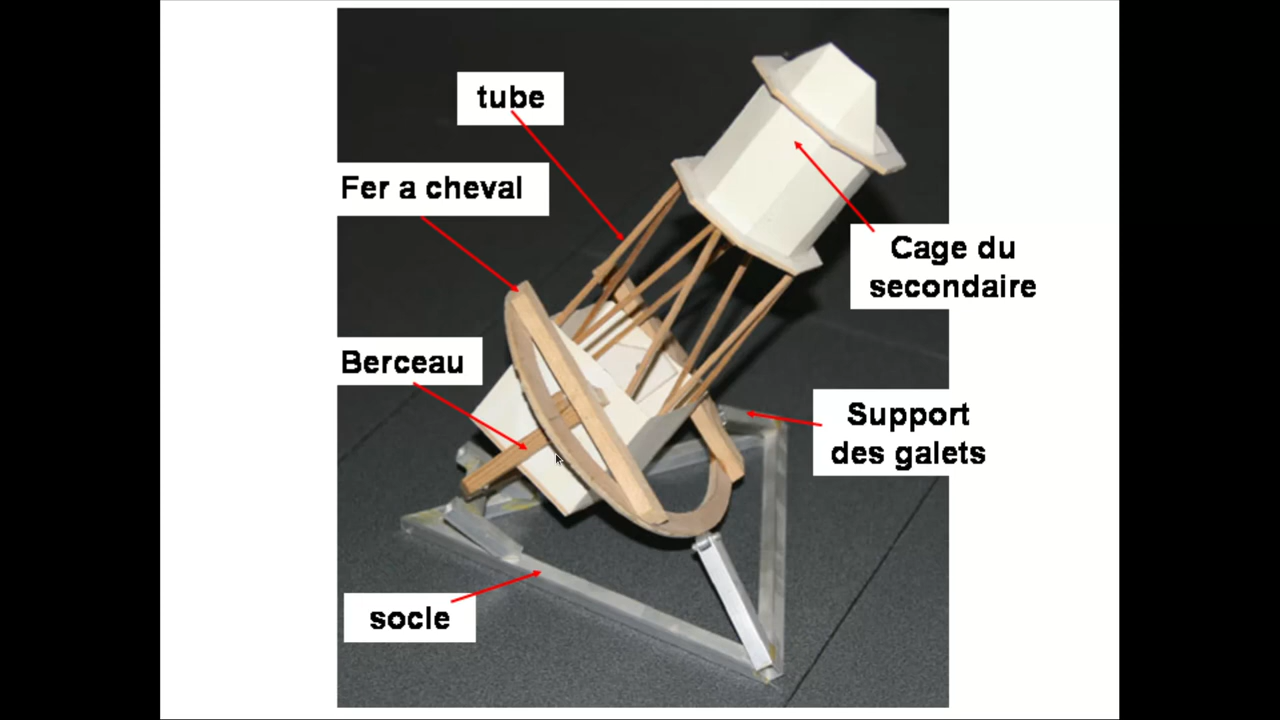 tube
Fer a cheval
Cage du
secondaire
Berceau
Support
des galets
socle